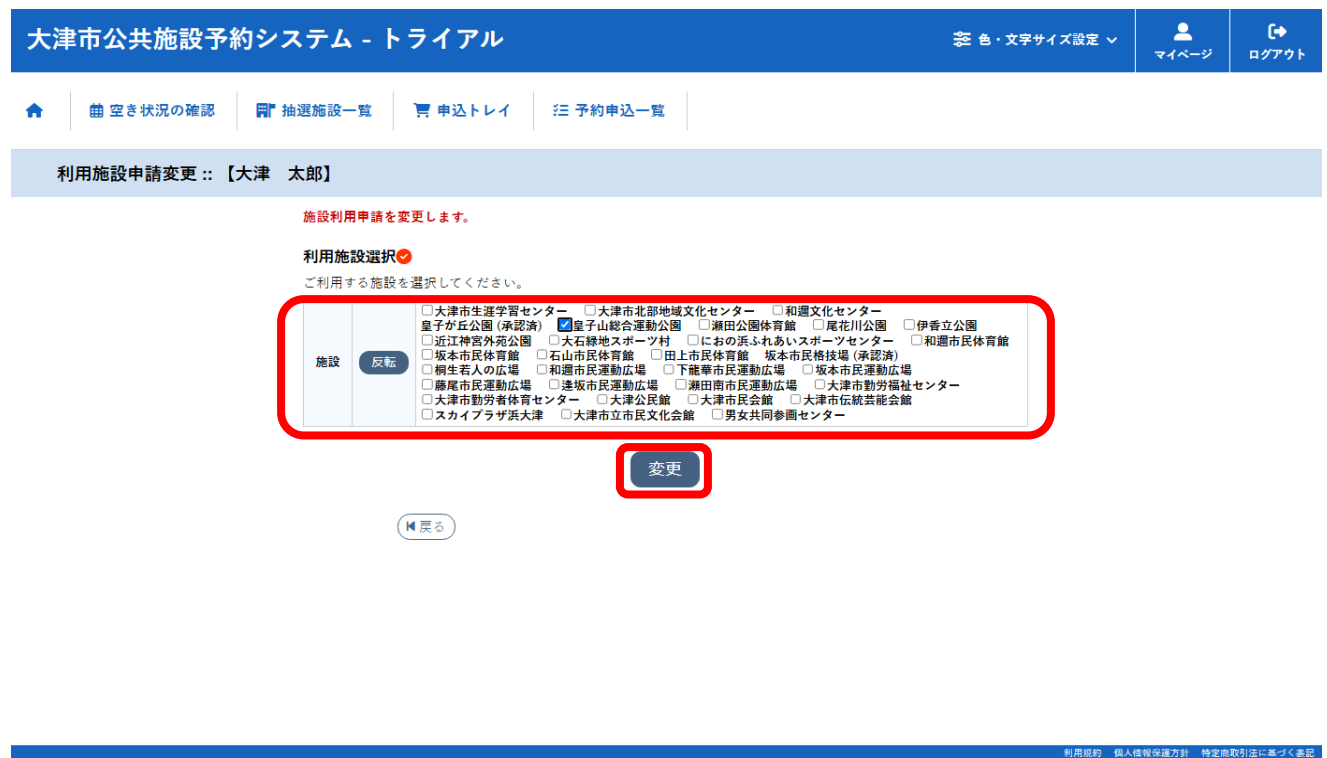 大津市公共施設予約システム - トライアル
色・文字サイズ設定
マイページ
ログアウト
空き状況の確認
抽選施設一覧
申込トレイ
予約申込一覧
利用施設申請変更 :: 【大津　太郎】
施設利用申請を変更します。
利用施設選択
ご利用する施設を選択してください。
施設
反転
大津市生涯学習センター 大津市北部地域文化センター 和邇文化センター
皇子が丘公園 (承認済) 皇子山総合運動公園 瀬田公園体育館 尾花川公園 伊香立公園
近江神宮外苑公園 大石緑地スポーツ村 におの浜ふれあいスポーツセンター 和邇市民体育館
坂本市民体育館 石山市民体育館 田上市民体育館 坂本市民格技場 (承認済)
桐生若人の広場 和邇市民運動広場 下龍華市民運動広場 坂本市民運動広場
藤尾市民運動広場 逢坂市民運動広場 瀬田南市民運動広場 大津市勤労福祉センター
大津市勤労者体育センター 大津公民館 大津市民会館 大津市伝統芸能会館
スカイプラザ浜大津 大津市立市民文化会館 男女共同参画センター
変更
戻る
利用規約 個人情報保護方針 特定商取引法に基づく表記